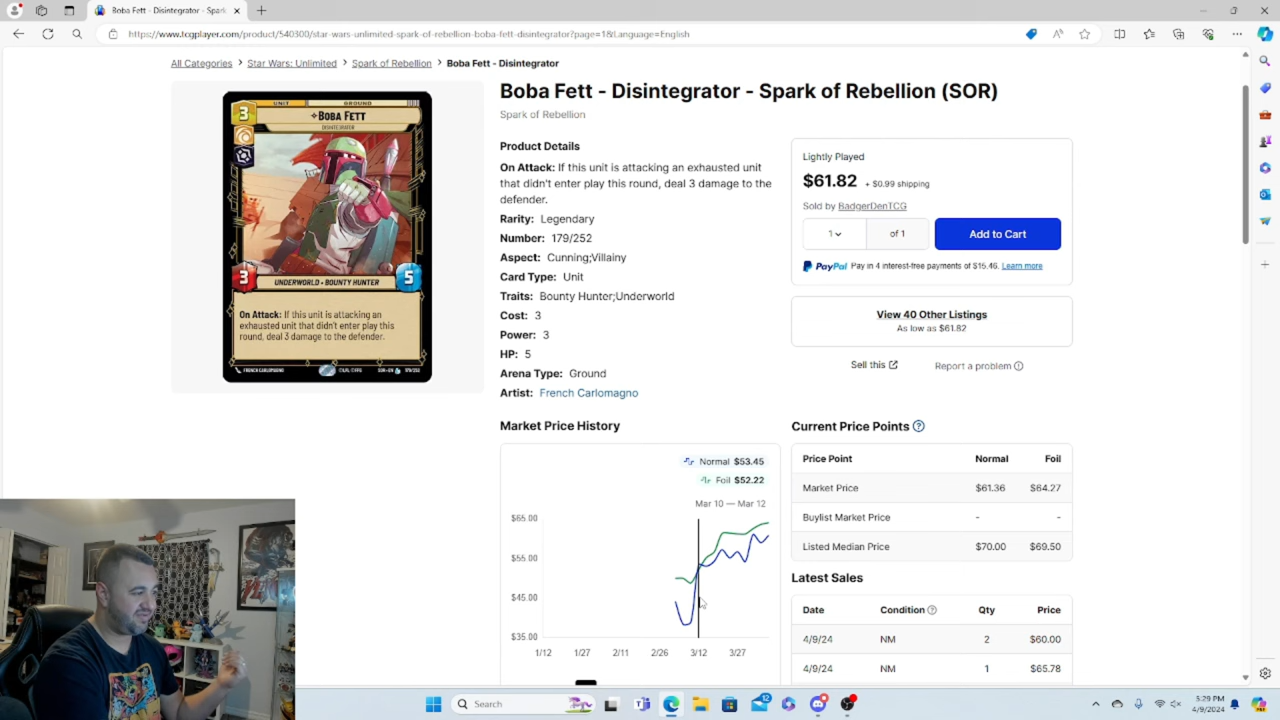 Boba Fett - Disintegrator - Spark
https://www.tcgplayer.com/product/540300/star-wars-unlimited-spark-of-rebellion-boba-fett-disintegrator?page=1&Language=English
All Categories > Star Wars: Unlimited > Spark of Rebellion > Boba Fett - Disintegrator
UNIT GROUND
3
BOBA FETT
DISINTEGRATOR
3
UNDERWORLD • BOUNTY HUNTER
5
On Attack: If this unit is attacking an
exhausted unit that didn't enter play this
round, deal 3 damage to the defender.
FRENCH CARLOMAGNO
179/252
Boba Fett - Disintegrator - Spark of Rebellion (SOR)
Spark of Rebellion
Product Details
On Attack: If this unit is attacking an exhausted unit
that didn't enter play this round, deal 3 damage to the
defender.
Rarity: Legendary
Number: 179/252
Aspect: Cunning;Villainy
Card Type: Unit
Traits: Bounty Hunter;Underworld
Cost: 3
Power: 3
HP: 5
Arena Type: Ground
Artist: French Carlomagno
Lightly Played
$61.82 + $0.99 shipping
Sold by BadgerDenTCG
1 of 1 Add to Cart
PayPal Pay in 4 interest-free payments of $15.46. Learn more
View 40 Other Listings
As low as $61.82
Sell this Report a problem
Market Price History
Normal $53.45
Foil $52.22
Mar 10 — Mar 12
$65.00
$55.00
$45.00
$35.00
1/12 1/27 2/11 2/26 3/12 3/27
Current Price Points
Price Point Normal Foil
Market Price $61.36 $64.27
Buylist Market Price - -
Listed Median Price $70.00 $69.50
Latest Sales
Date Condition Qty Price
4/9/24 NM 2 $60.00
4/9/24 NM 1 $65.78
Search
12
5:29 PM
4/9/2024